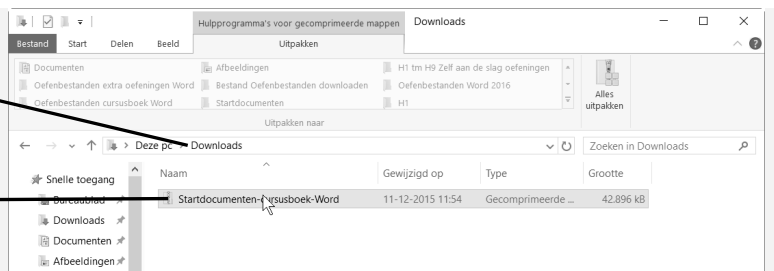 Hulpprogramma's voor gecomprimeerde mappen Downloads
Bestand Start Delen Beeld Uitpakken
Documenten Afbeeldingen H1 tm H9 Zelf aan de slag oefeningen
Oefenbestanden extra oefeningen Word Bestand Oefenbestanden downloaden Oefenbestanden Word 2016
Oefenbestanden cursusboek Word Startdocumenten H1
Alles
uitpakken
Uitpakken naar
Deze pc > Downloads Zoeken in Downloads
Snelle toegang Naam Gewijzigd op Type Grootte
Bureaublad Startdocumenten-cursusboek-Word 11-12-2015 11:54 Gecomprimeerde ... 42.896 kB
Downloads
Documenten
Afbeeldingen